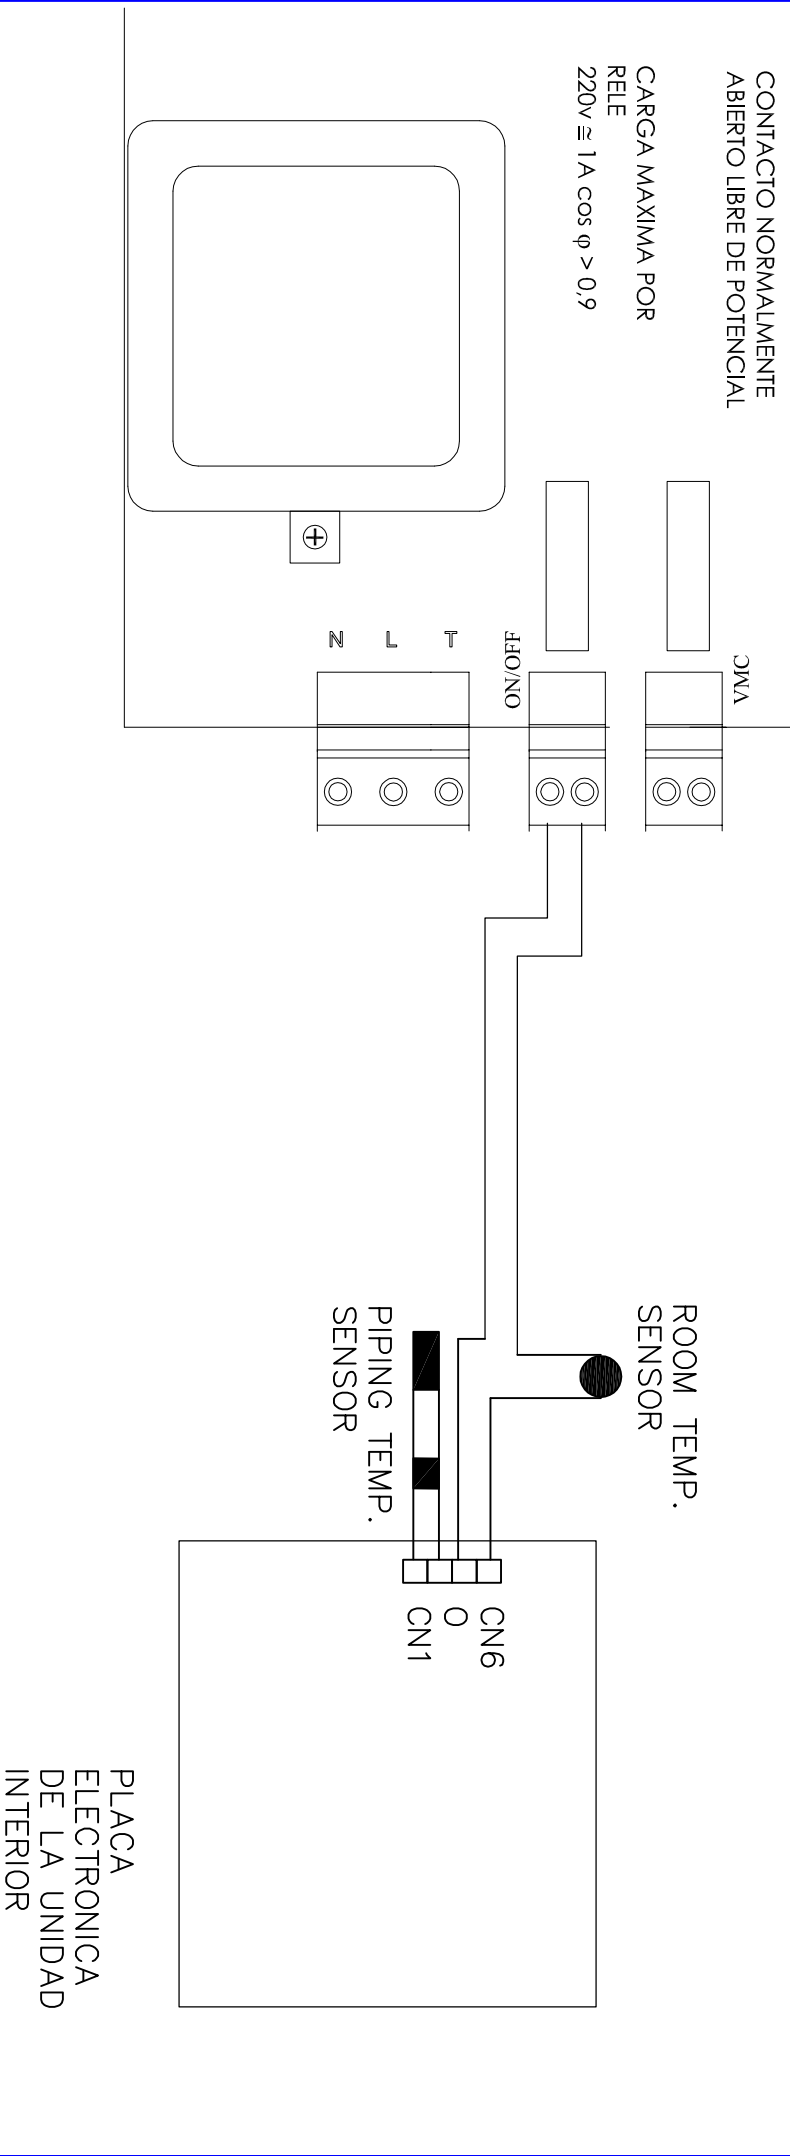 CONTACTO NORMALMENTE
ABIERTO LIBRE DE POTENCIAL
CARGA MAXIMA POR
RELE
220v ≅ 1A cos φ > 0,9
VMC
ON/OFF
T
L
N
ROOM TEMP.
SENSOR
PIPING TEMP.
SENSOR
CN6
O
CN1
PLACA
ELECTRONICA
DE LA UNIDAD
INTERIOR